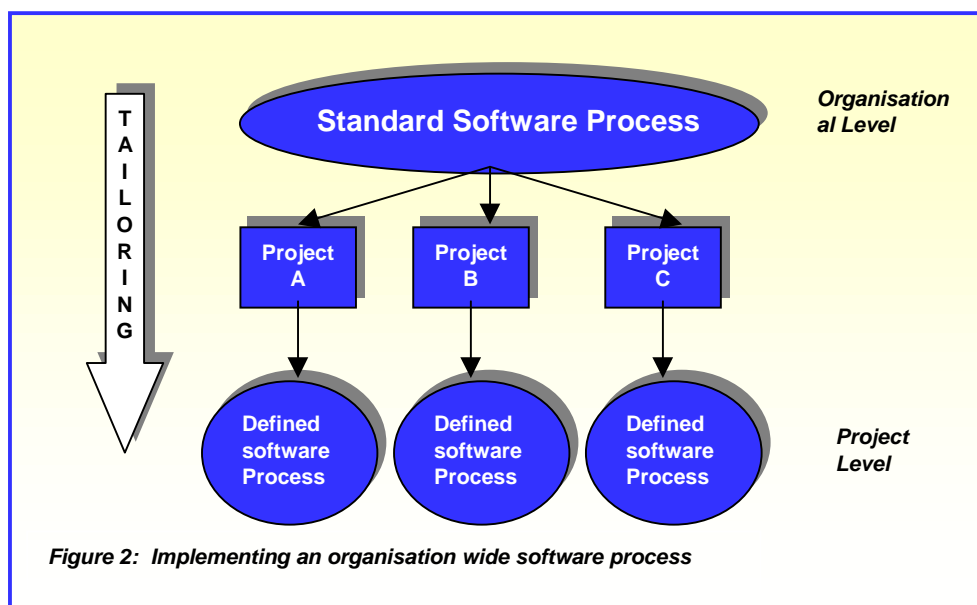 T
A
I
L
O
R
I
N
G
Standard Software Process
Organisation
al Level
Project
A
Project
B
Project
C
Defined
software
Process
Defined
software
Process
Defined
software
Process
Project
Level
Figure 2: Implementing an organisation wide software process